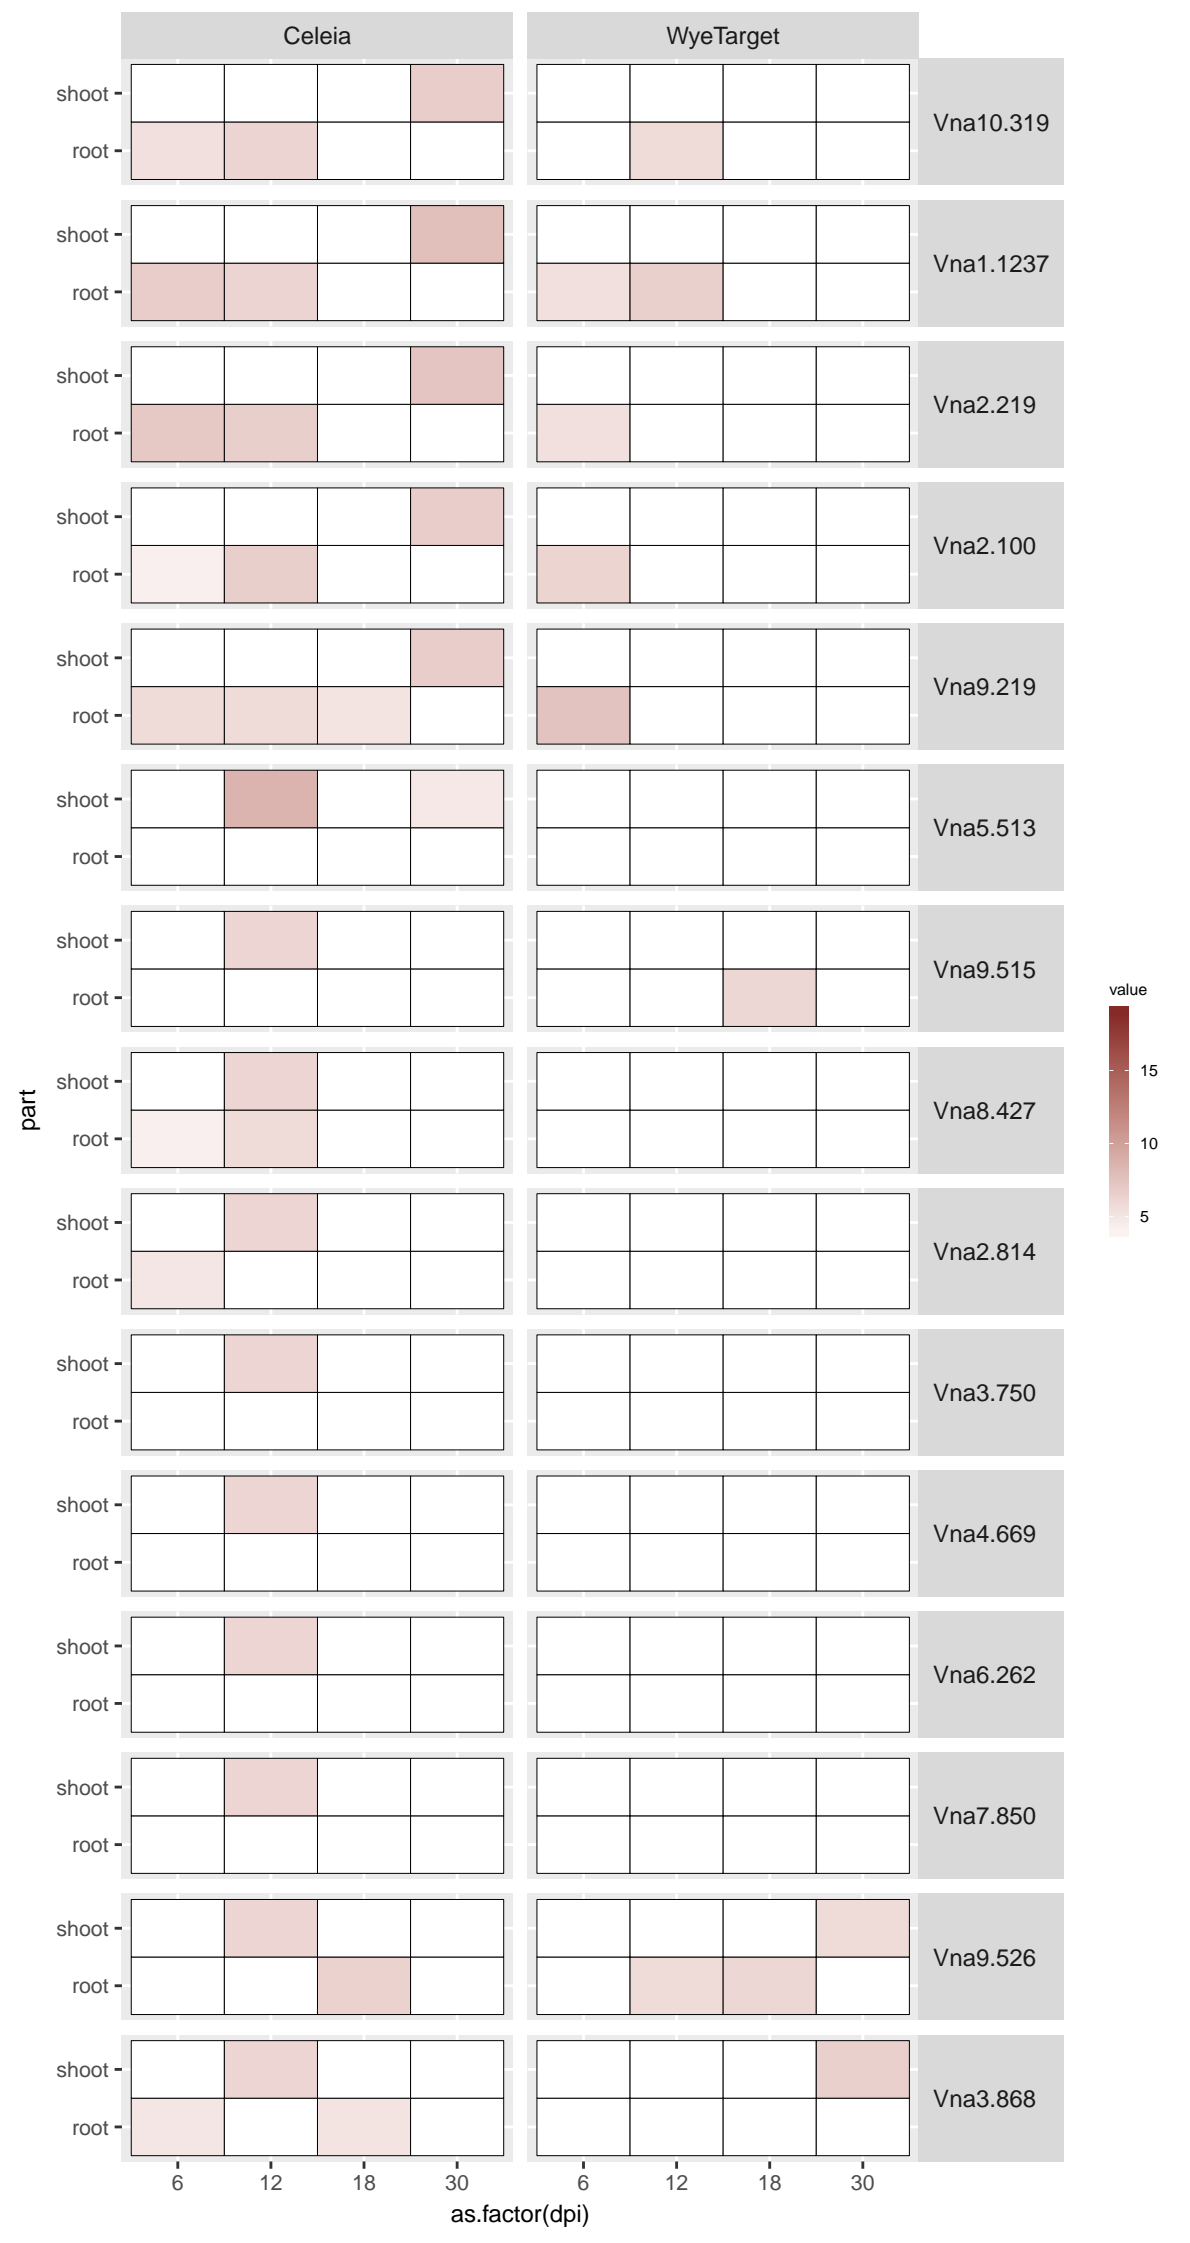 Celeia WyeTarget
shoot
root
Vna10.319
shoot
root
Vna1.1237
shoot
root
Vna2.219
shoot
root
Vna2.100
shoot
root
Vna9.219
shoot
root
Vna5.513
shoot
root
Vna9.515
shoot
root
Vna8.427
shoot
root
Vna2.814
shoot
root
Vna3.750
shoot
root
Vna4.669
shoot
root
Vna6.262
shoot
root
Vna7.850
shoot
root
Vna9.526
shoot
root
Vna3.868
6 12 18 30 6 12 18 30
as.factor(dpi)
part
value
15
10
5